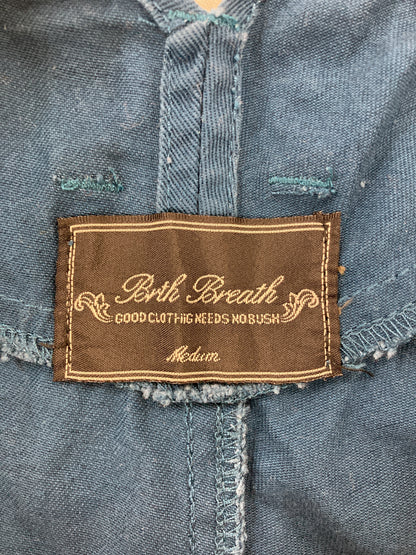 Brth Breath
GOOD CLOTHiG NEEDS NO BUSH
Medium